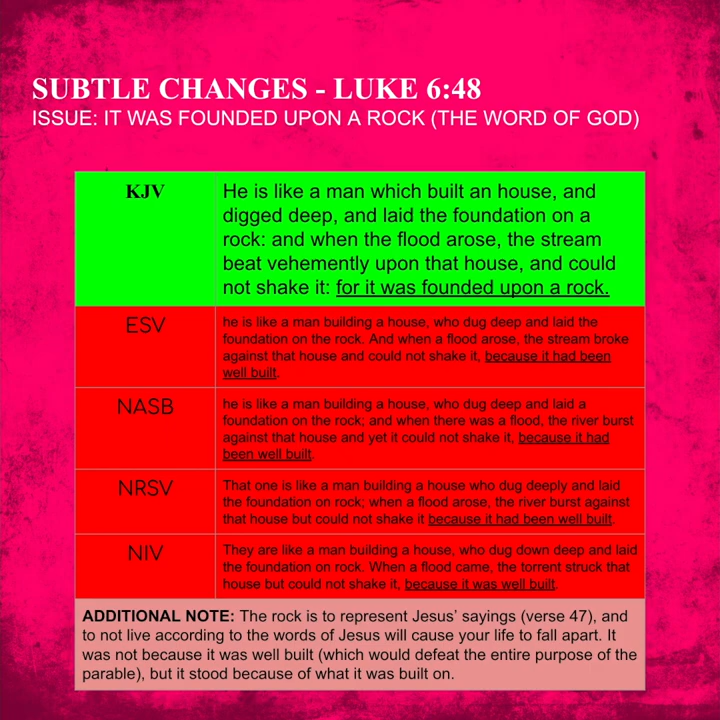 SUBTLE CHANGES - LUKE 6:48
ISSUE: IT WAS FOUNDED UPON A ROCK (THE WORD OF GOD)
KJV
He is like a man which built an house, and
digged deep, and laid the foundation on a
rock: and when the flood arose, the stream
beat vehemently upon that house, and could
not shake it: for it was founded upon a rock.
ESV
he is like a man building a house, who dug deep and laid the
foundation on the rock. And when a flood arose, the stream broke
against that house and could not shake it, because it had been
well built.
NASB
he is like a man building a house, who dug deep and laid a
foundation on the rock; and when there was a flood, the river burst
against that house and yet it could not shake it, because it had
been well built.
NRSV
That one is like a man building a house who dug deeply and laid
the foundation on rock; when a flood arose, the river burst against
that house but could not shake it because it had been well built.
NIV
They are like a man building a house, who dug down deep and laid
the foundation on rock. When a flood came, the torrent struck that
house but could not shake it, because it was well built.
ADDITIONAL NOTE: The rock is to represent Jesus' sayings (verse 47), and
to not live according to the words of Jesus will cause your life to fall apart. It
was not because it was well built (which would defeat the entire purpose of the
parable), but it stood because of what it was built on.